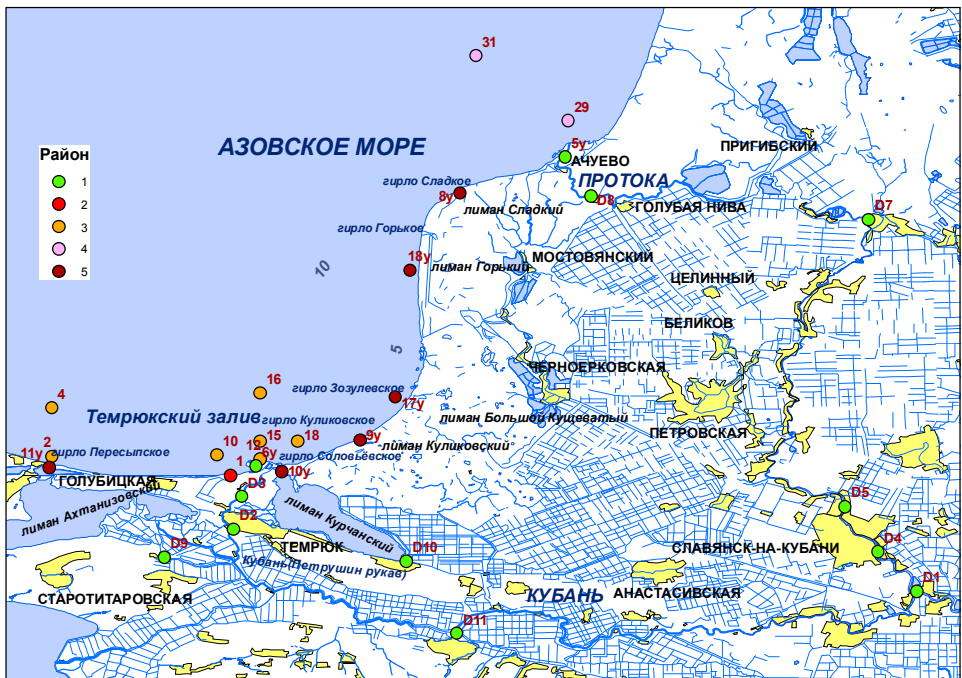 31
29
5у
АЧУЕВО
ПРИГИБСКИЙ
АЗОВСКОЕ МОРЕ
Район
1
2
3
4
5
гирло Сладкое
ПРОТОКА
8у
D8
лиман Сладкий
ГОЛУБАЯ НИВА
D7
гирло Горькое
18у
лиман Горький
МОСТОВЯНСКИЙ
10
ЦЕЛИННЫЙ
БЕЛИКОВ
5
ЧЕРНОЕРКОВСКАЯ
16
гирло Зозулевское
4
17у
Темрюкский залив
гирло Куликовское
лиман Большой Кущеватый
ПЕТРОВСКАЯ
15
18
9у
лиман Куликовский
2
10
12
6у
гирло Пересыпское
гирло Соловьёвское
11у
1
10у
ГОЛУБИЦКАЯ
D3
лиман Ахтанизовский
D5
D2
лиман Курчанский
D9
ТЕМРЮК
D10
СЛАВЯНСК-НА-КУБАНИ
D4
Кубань(Петрушин рукав)
D1
СТАРОТИТАРОВСКАЯ
КУБАНЬ
АНАСТАСИВСКАЯ
D11